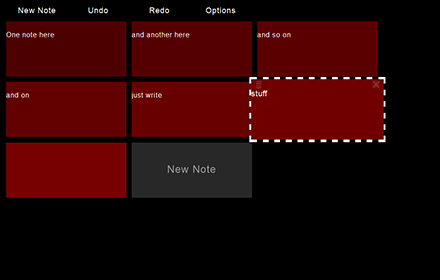 New Note Undo Redo Options
One note here and another here and so on
and on just write stuff
New Note